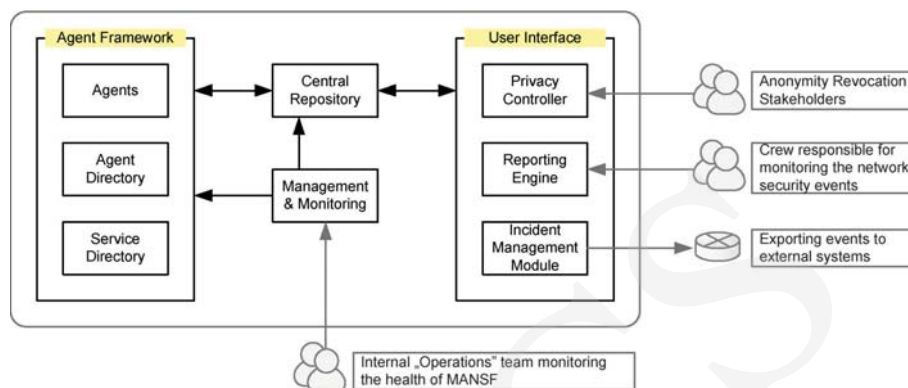 Agent Framework
User Interface
Agents
Central
Repository
Privacy
Controller
Anonymity Revocation
Stakeholders
Agent
Directory
Management
& Monitoring
Reporting
Engine
Crew responsible for
monitoring the network
security events
Service
Directory
Incident
Management
Module
Exporting events to
external systems
Internal „Operations” team monitoring
the health of MANSF